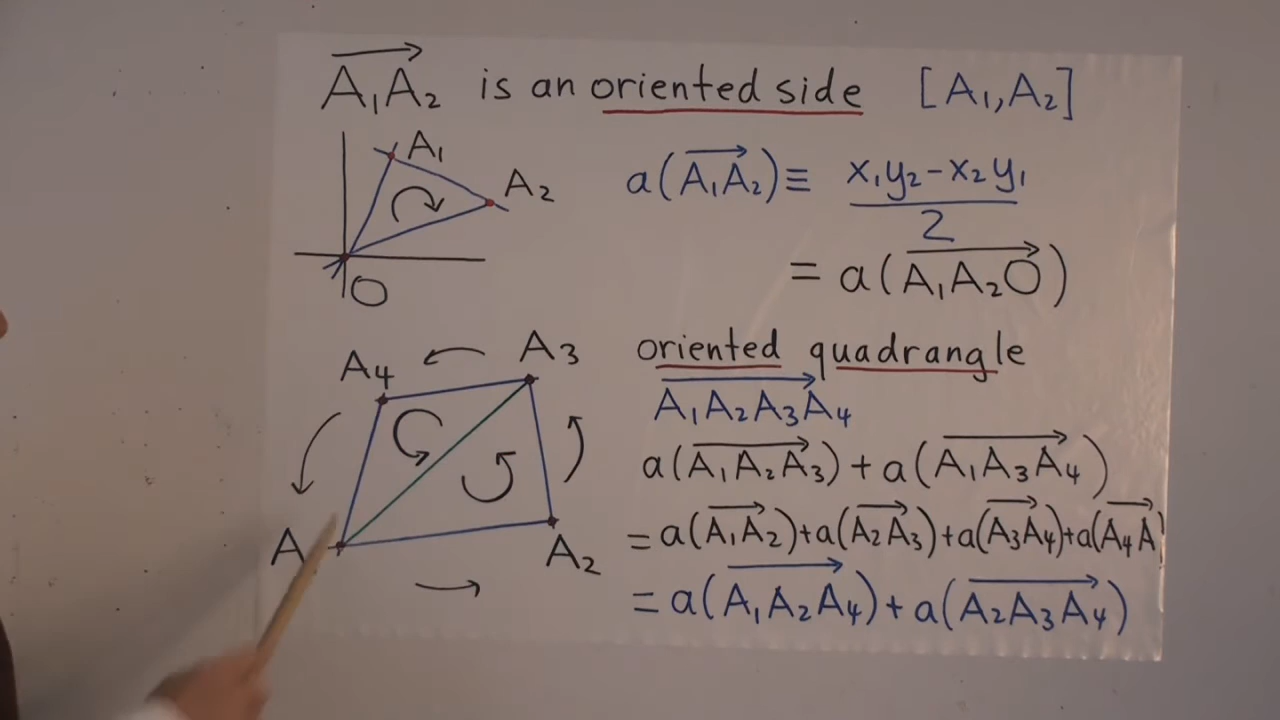 A₁A₂ is an oriented side [A₁,A₂]
A₁
A₂
O
a(A₁A₂) ≡ x₁y₂-x₂y₁
2
= a(A₁A₂O)
A₃
A₄
A
A₂
oriented quadrangle
A₁A₂A₃A₄
a(A₁A₂A₃) + a(A₁A₃A₄)
= a(A₁A₂)+a(A₂A₃)+a(A₃A₄)+a(A₄A
= a(A₁A₂A₄) + a(A₂A₃A₄)